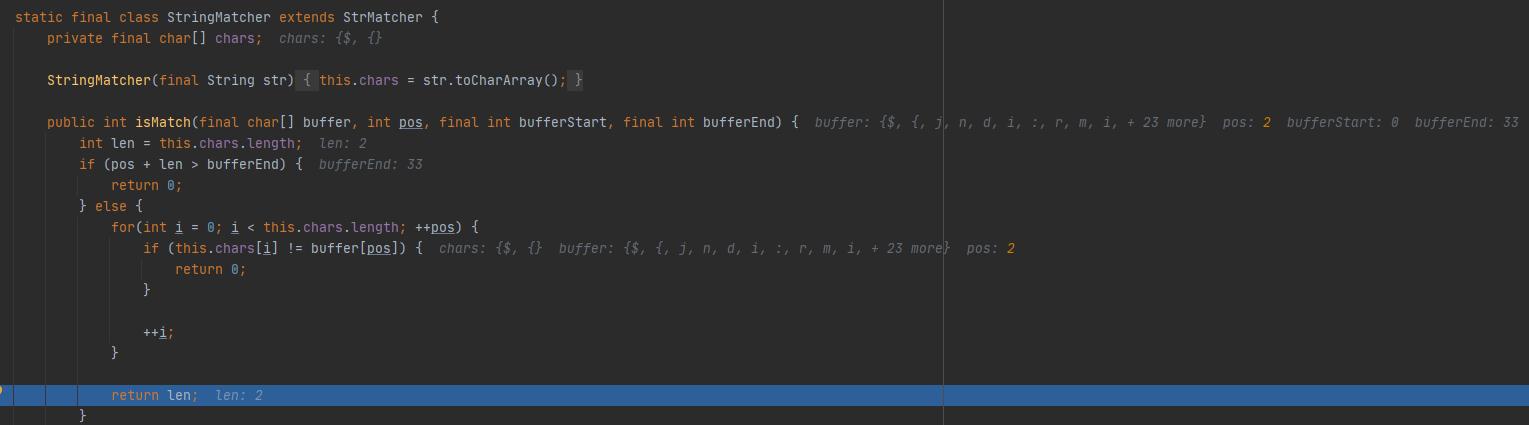 static final class StringMatcher extends StrMatcher {
private final char[] chars;  chars: {$, {}
StringMatcher(final String str) { this.chars = str.toCharArray(); }
public int isMatch(final char[] buffer, int pos, final int bufferStart, final int bufferEnd) {  buffer: {$, {, j, n, d, i, :, r, m, i, + 23 more}  pos: 2  bufferStart: 0  bufferEnd: 33
int len = this.chars.length;  len: 2
if (pos + len > bufferEnd) {  bufferEnd: 33
return 0;
} else {
for(int i = 0; i < this.chars.length; ++pos) {
if (this.chars[i] != buffer[pos]) {  chars: {$, {}  buffer: {$, {, j, n, d, i, :, r, m, i, + 23 more}  pos: 2
return 0;
}
++i;
}
return len;  len: 2
}